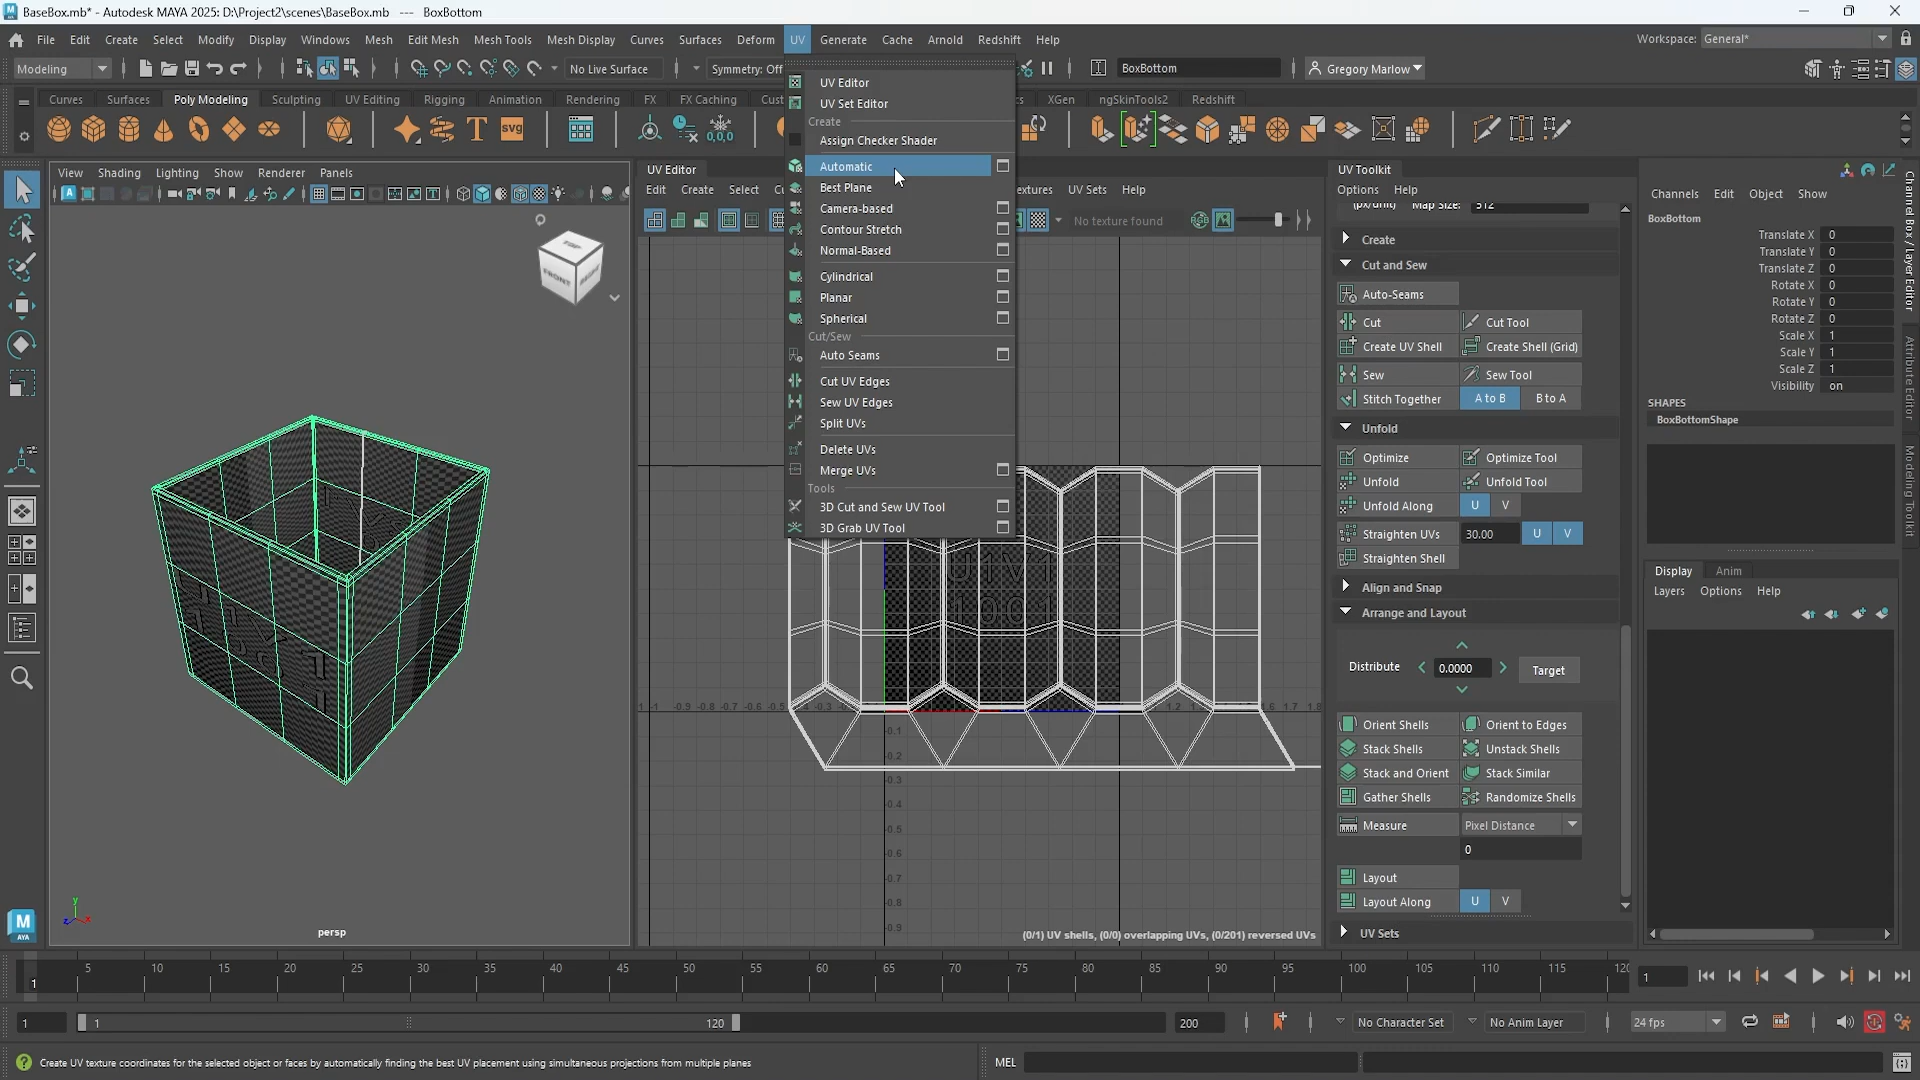 BaseBox.mb* - Autodesk MAYA 2025: D:\Project2\scenes\BaseBox.mb --- BoxBottom
File Edit Create Select Modify Display Windows Mesh Edit Mesh Mesh Tools Mesh Display Curves Surfaces Deform UV Generate Cache Arnold Redshift Help
Workspace: General*
Modeling No Live Surface Symmetry: Off BoxBottom Gregory Marlow
Curves Surfaces Poly Modeling Sculpting UV Editing Rigging Animation Rendering FX FX Caching Cust XGen ngSkinTools2 Redshift
View Shading Lighting Show Renderer Panels
TOP
FRONT
RIGHT
persp
UV Editor
Edit Create Select UV Sets Help
No texture found
UV Editor
UV Set Editor
Create
Assign Checker Shader
Automatic
Best Plane
Camera-based
Contour Stretch
Normal-Based
Cylindrical
Planar
Spherical
Cut/Sew
Auto Seams
Cut UV Edges
Sew UV Edges
Split UVs
Delete UVs
Merge UVs
Tools
3D Cut and Sew UV Tool
3D Grab UV Tool
(0/1) UV shells, (0/0) overlapping UVs, (0/201) reversed UVs
UV Toolkit
Options Help
(px/unit) Map Size: 512
Create
Cut and Sew
Auto-Seams
Cut Cut Tool
Create UV Shell Create Shell (Grid)
Sew Sew Tool
Stitch Together A to B B to A
Unfold
Optimize Optimize Tool
Unfold Unfold Tool
Unfold Along U V
Straighten UVs 30.00 U V
Straighten Shell
Align and Snap
Arrange and Layout
Distribute 0.0000 Target
Orient Shells Orient to Edges
Stack Shells Unstack Shells
Stack and Orient Stack Similar
Gather Shells Randomize Shells
Measure Pixel Distance
0
Layout
Layout Along U V
UV Sets
Channels Edit Object Show
BoxBottom
Translate X 0
Translate Y 0
Translate Z 0
Rotate X 0
Rotate Y 0
Rotate Z 0
Scale X 1
Scale Y 1
Scale Z 1
Visibility on
SHAPES
BoxBottomShape
Display Anim
Layers Options Help
Channel Box / Layer Editor
Attribute Editor
Modeling Toolkit
1 5 10 15 20 25 30 35 40 45 50 55 60 65 70 75 80 85 90 95 100 105 110 115 120
1
1 1 120 200 No Character Set No Anim Layer 24 fps
Create UV texture coordinates for the selected object or faces by automatically finding the best UV placement using simultaneous projections from multiple planes
MEL